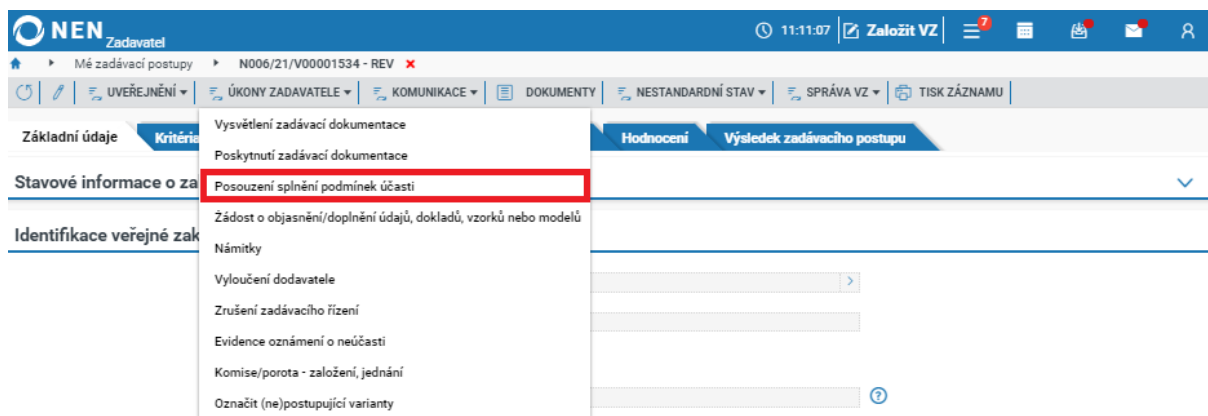 NEN Zadavatel 11:11:07 Založit VZ 7
Mé zadávací postupy N006/21/V00001534 - REV
UVEŘEJNĚNÍ ÚKONY ZADAVATELE KOMUNIKACE DOKUMENTY NESTANDARDNÍ STAV SPRÁVA VZ TISK ZÁZNAMU
Základní údaje Kritéria Hodnocení Výsledek zadávacího postupu
Stavové informace o za
Identifikace veřejné zak
Vysvětlení zadávací dokumentace
Poskytnutí zadávací dokumentace
Posouzení splnění podmínek účasti
Žádost o objasnění/doplnění údajů, dokladů, vzorků nebo modelů
Námitky
Vyloučení dodavatele
Zrušení zadávacího řízení
Evidence oznámení o neúčasti
Komise/porota - založení, jednání
Označit (ne)postupující varianty